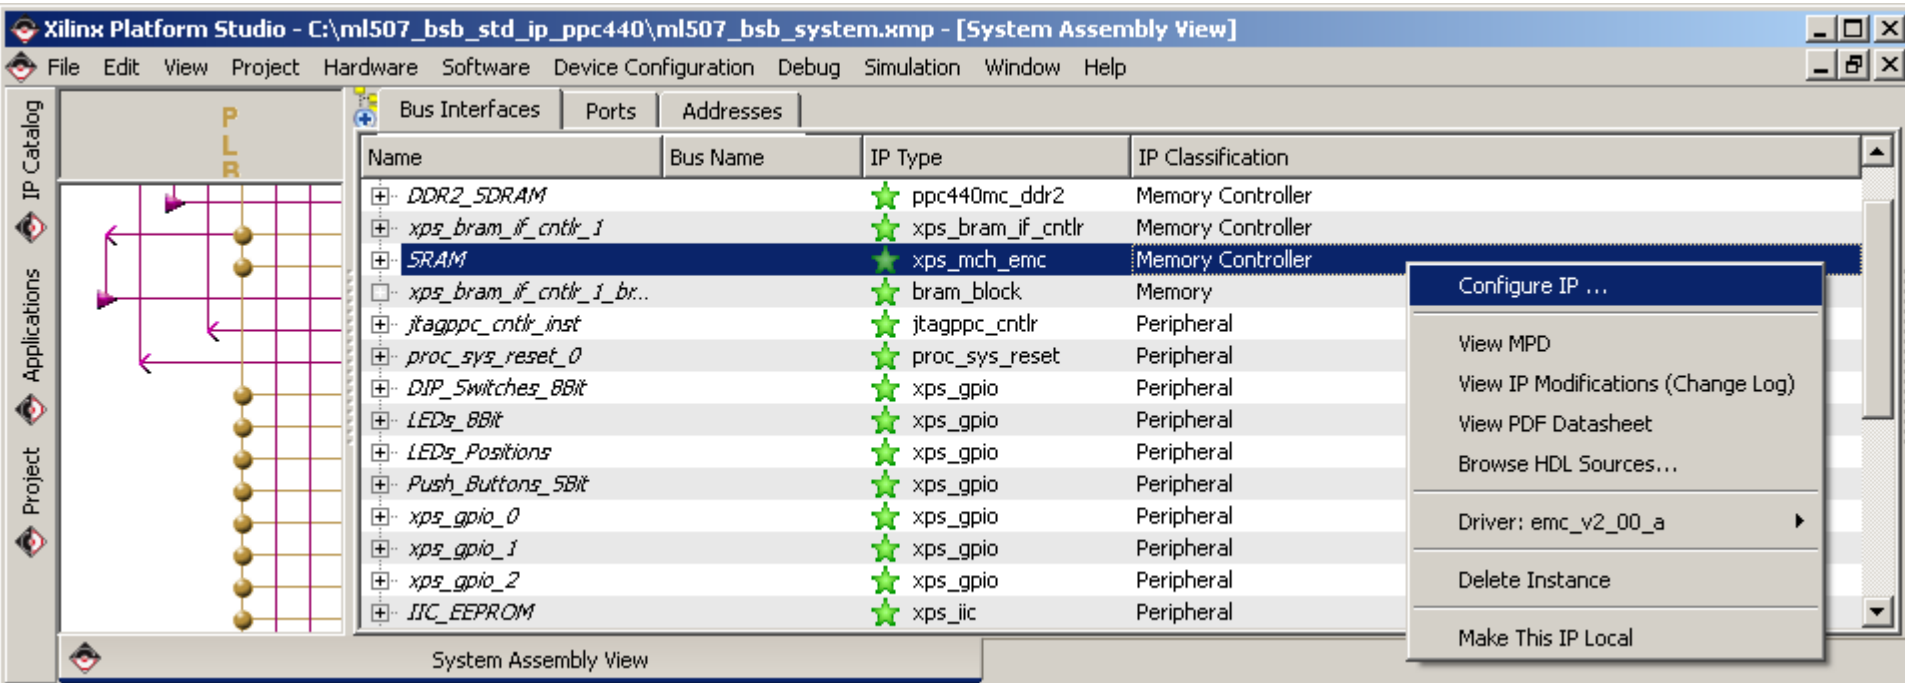 Xilinx Platform Studio - C:\ml507_bsb_std_ip_ppc440\ml507_bsb_system.xmp - [System Assembly View]
File Edit View Project Hardware Software Device Configuration Debug Simulation Window Help
IP Catalog
Applications
Project
P
L
B
Bus Interfaces Ports Addresses
Name Bus Name IP Type IP Classification
DDR2_SDRAM ppc440mc_ddr2 Memory Controller
xps_bram_if_cntlr_1 xps_bram_if_cntlr Memory Controller
SRAM xps_mch_emc Memory Controller
xps_bram_if_cntlr_1_br... bram_block Memory
jtagppc_cntlr_inst jtagppc_cntlr Peripheral
proc_sys_reset_0 proc_sys_reset Peripheral
DIP_Switches_8Bit xps_gpio Peripheral
LEDs_8Bit xps_gpio Peripheral
LEDs_Positions xps_gpio Peripheral
Push_Buttons_5Bit xps_gpio Peripheral
xps_gpio_0 xps_gpio Peripheral
xps_gpio_1 xps_gpio Peripheral
xps_gpio_2 xps_gpio Peripheral
IIC_EEPROM xps_iic Peripheral
Configure IP ...
View MPD
View IP Modifications (Change Log)
View PDF Datasheet
Browse HDL Sources...
Driver: emc_v2_00_a
Delete Instance
Make This IP Local
System Assembly View